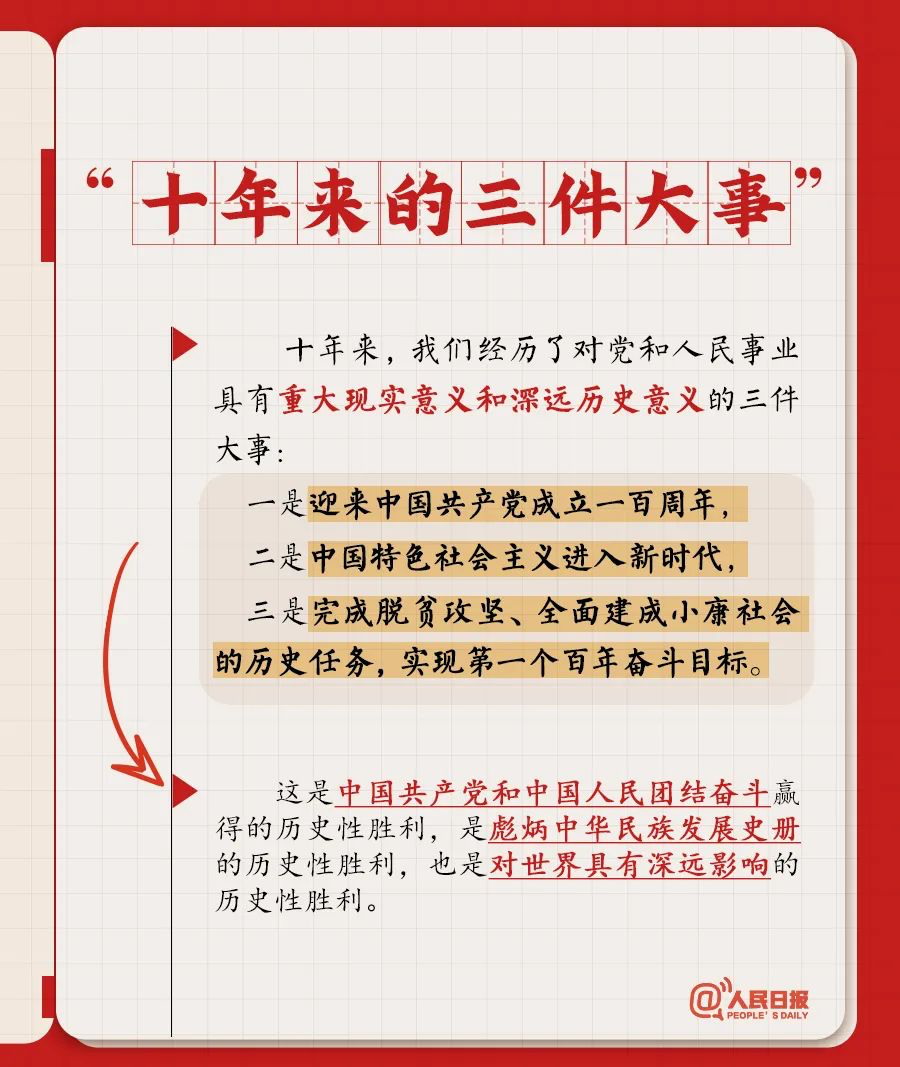 “十年来的三件大事”
十年来，我们经历了对党和人民事业
具有重大现实意义和深远历史意义的三件
大事：
一是迎来中国共产党成立一百周年，
二是中国特色社会主义进入新时代，
三是完成脱贫攻坚、全面建成小康社会
的历史任务，实现第一个百年奋斗目标。
这是中国共产党和中国人民团结奋斗赢
得的历史性胜利，是彪炳中华民族发展史册
的历史性胜利，也是对世界具有深远影响的
历史性胜利。
@人民日报
PEOPLE'S DAILY